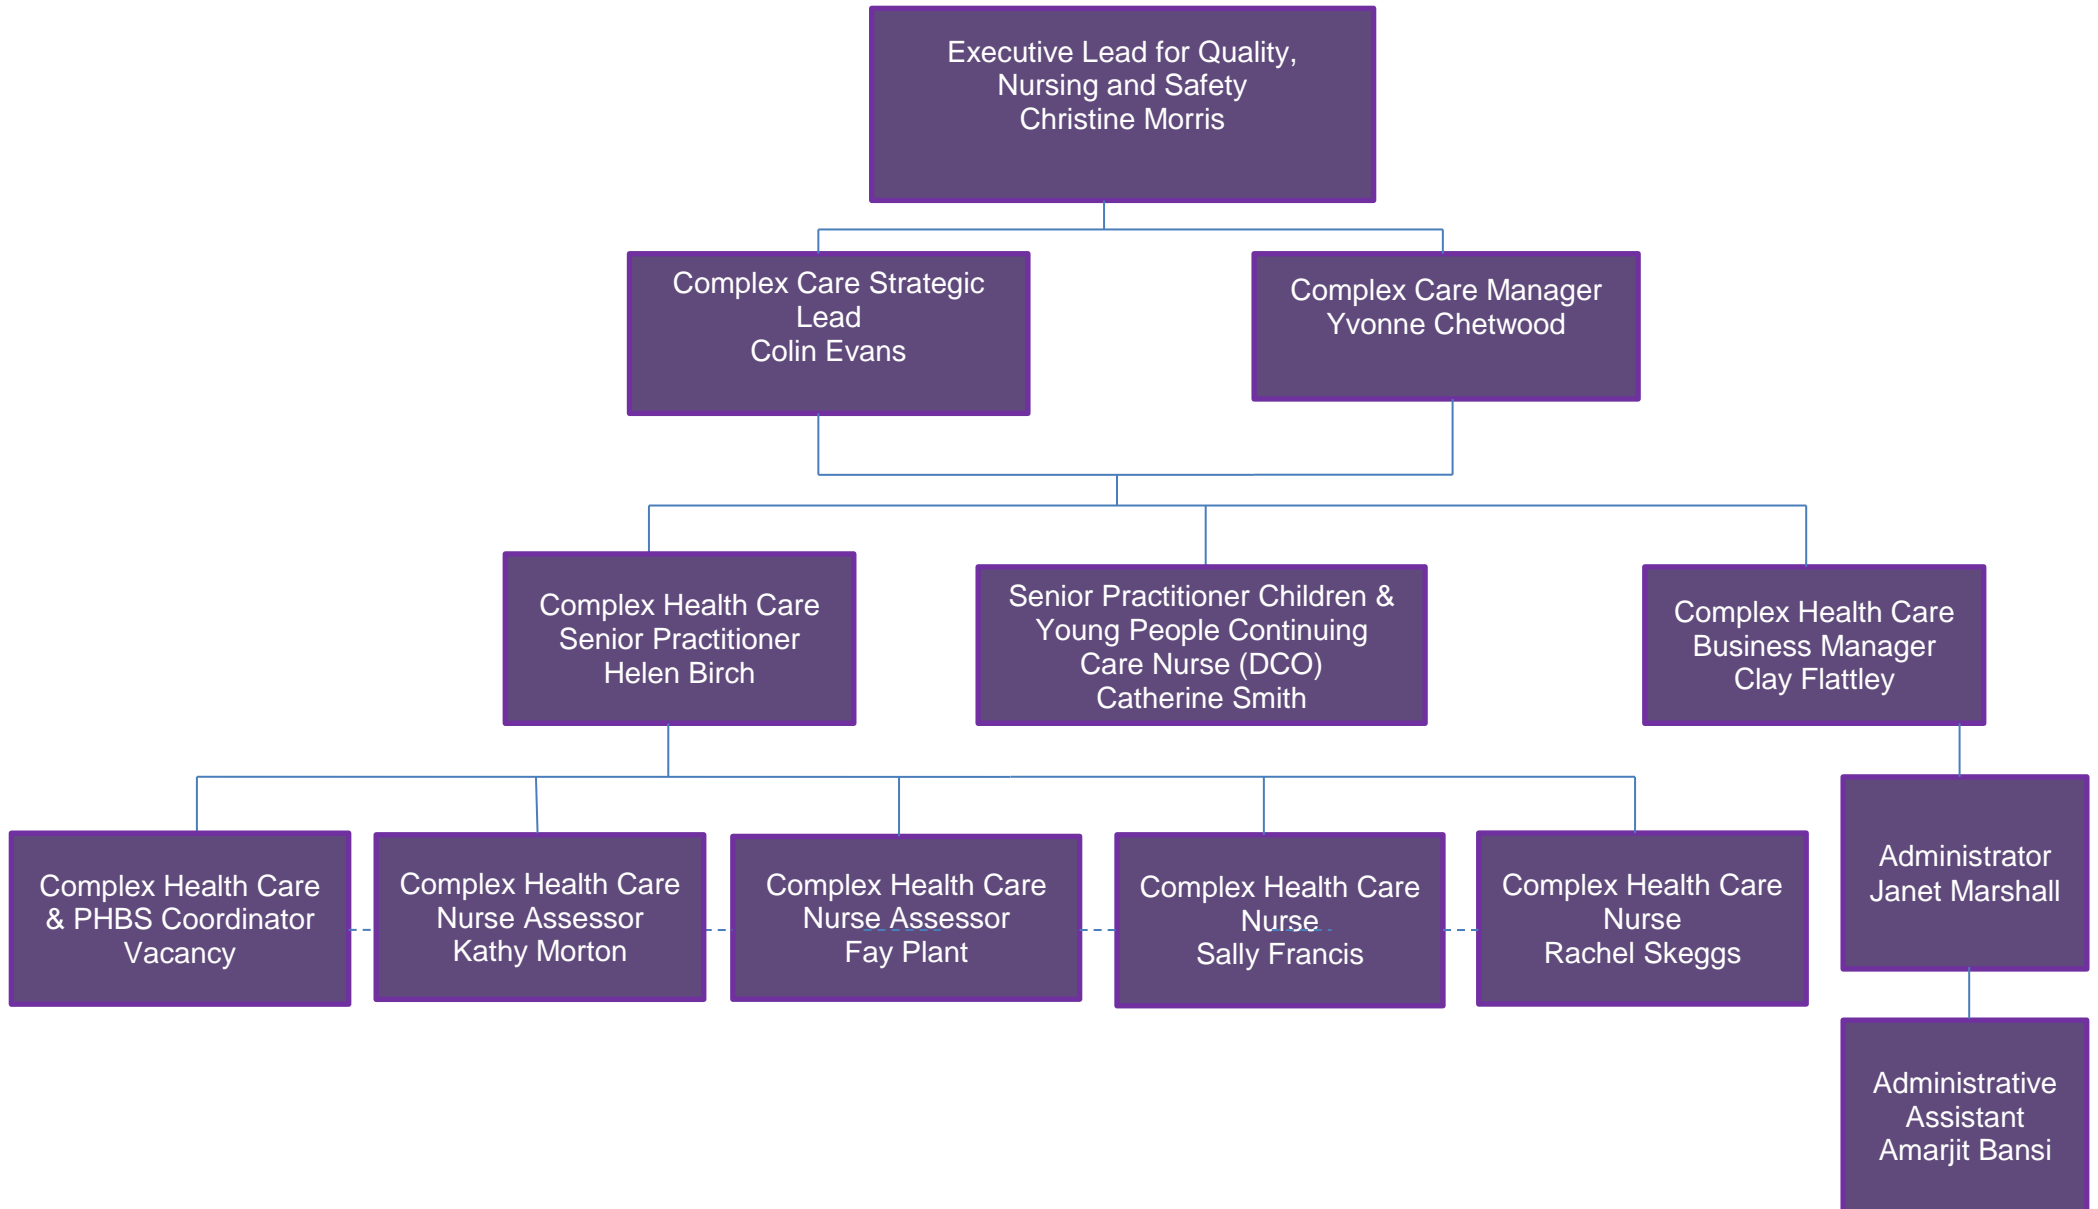 Executive Lead for Quality,
Nursing and Safety
Christine Morris
Complex Care Strategic
Lead
Colin Evans
Complex Care Manager
Yvonne Chetwood
Complex Health Care
Senior Practitioner
Helen Birch
Senior Practitioner Children &
Young People Continuing
Care Nurse (DCO)
Catherine Smith
Complex Health Care
Business Manager
Clay Flattley
Complex Health Care
& PHBS Coordinator
Vacancy
Complex Health Care
Nurse Assessor
Kathy Morton
Complex Health Care
Nurse Assessor
Fay Plant
Complex Health Care
Nurse
Sally Francis
Complex Health Care
Nurse
Rachel Skeggs
Administrator
Janet Marshall
Administrative
Assistant
Amarjit Bansi